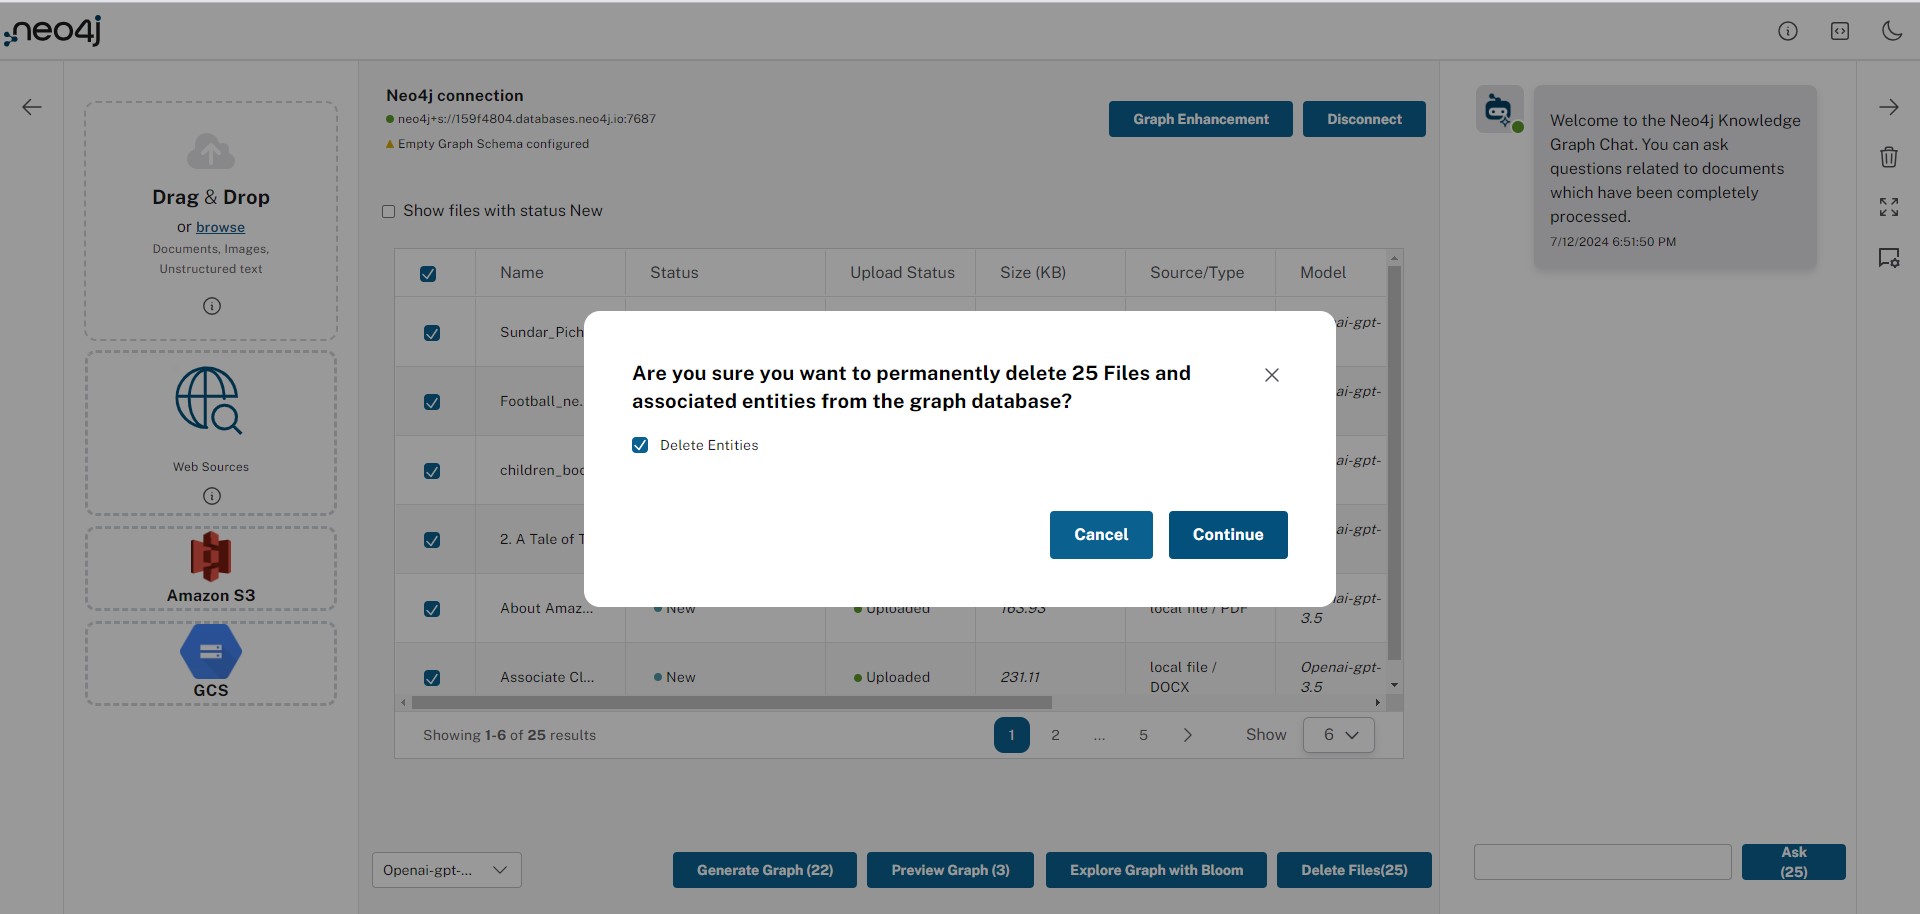 neo4j
Drag & Drop
or browse
Documents, Images,
Unstructured text
Web Sources
Amazon S3
GCS
Neo4j connection
neo4j+s://159f4804.databases.neo4j.io:7687
Empty Graph Schema configured
Graph Enhancement
Disconnect
Show files with status New
Name Status Upload Status Size (KB) Source/Type Model
Sundar_Pich
ai-gpt-
Football_ne...
ai-gpt-
children_boo
ai-gpt-
2. A Tale of T
ai-gpt-
About Amaz... New Uploaded 163.93 local file / PDF ai-gpt-
3.5
Associate Cl... New Uploaded 231.11 local file /
DOCX
Openai-gpt-
3.5
Showing 1-6 of 25 results
1 2 ... 5 Show 6
Are you sure you want to permanently delete 25 Files and
associated entities from the graph database?
Delete Entities
Cancel
Continue
Openai-gpt-...
Generate Graph (22)
Preview Graph (3)
Explore Graph with Bloom
Delete Files(25)
Welcome to the Neo4j Knowledge
Graph Chat. You can ask
questions related to documents
which have been completely
processed.
7/12/2024 6:51:50 PM
Ask
(25)